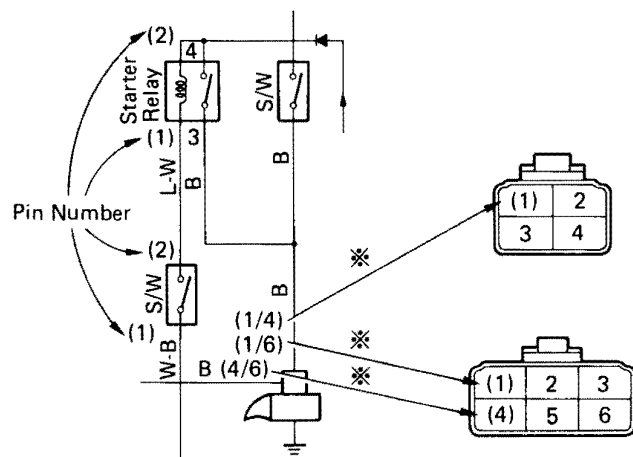 (2)
4
Starter
Relay
S/W
(1)
3
L-W
B
B
Pin Number
(2)
S/W
(1)
W-B
B
※
(1/4)
(1/6)
※
B (4/6)
※
(1) 2
3 4
(1) 2 3
(4) 5 6